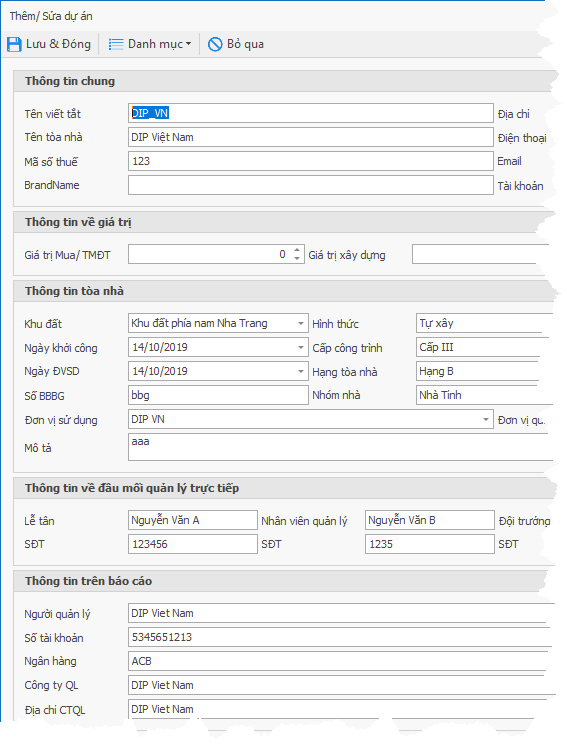 Thêm/ Sửa dự án
Lưu & Đóng Danh mục Bỏ qua
Thông tin chung
Tên viết tắt DIP_VN Địa chỉ
Tên tòa nhà DIP Việt Nam Điện thoại
Mã số thuế 123 Email
BrandName Tài khoản
Thông tin về giá trị
Giá trị Mua/ TMĐT 0 Giá trị xây dựng
Thông tin tòa nhà
Khu đất Khu đất phía nam Nha Trang Hình thức Tự xây
Ngày khởi công 14/10/2019 Cấp công trình Cấp III
Ngày ĐVSD 14/10/2019 Hạng tòa nhà Hạng B
Số BBBG bbg Nhóm nhà Nhà Tỉnh
Đơn vị sử dụng DIP VN Đơn vị qu
Mô tả aaa
Thông tin về đầu mối quản lý trực tiếp
Lễ tân Nguyễn Văn A Nhân viên quản lý Nguyễn Văn B Đội trưởng
SĐT 123456 SĐT 1235 SĐT
Thông tin trên báo cáo
Người quản lý DIP Viet Nam
Số tài khoản 5345651213
Ngân hàng ACB
Công ty QL DIP Viet Nam
Địa chỉ CTQL DIP Viet Nam